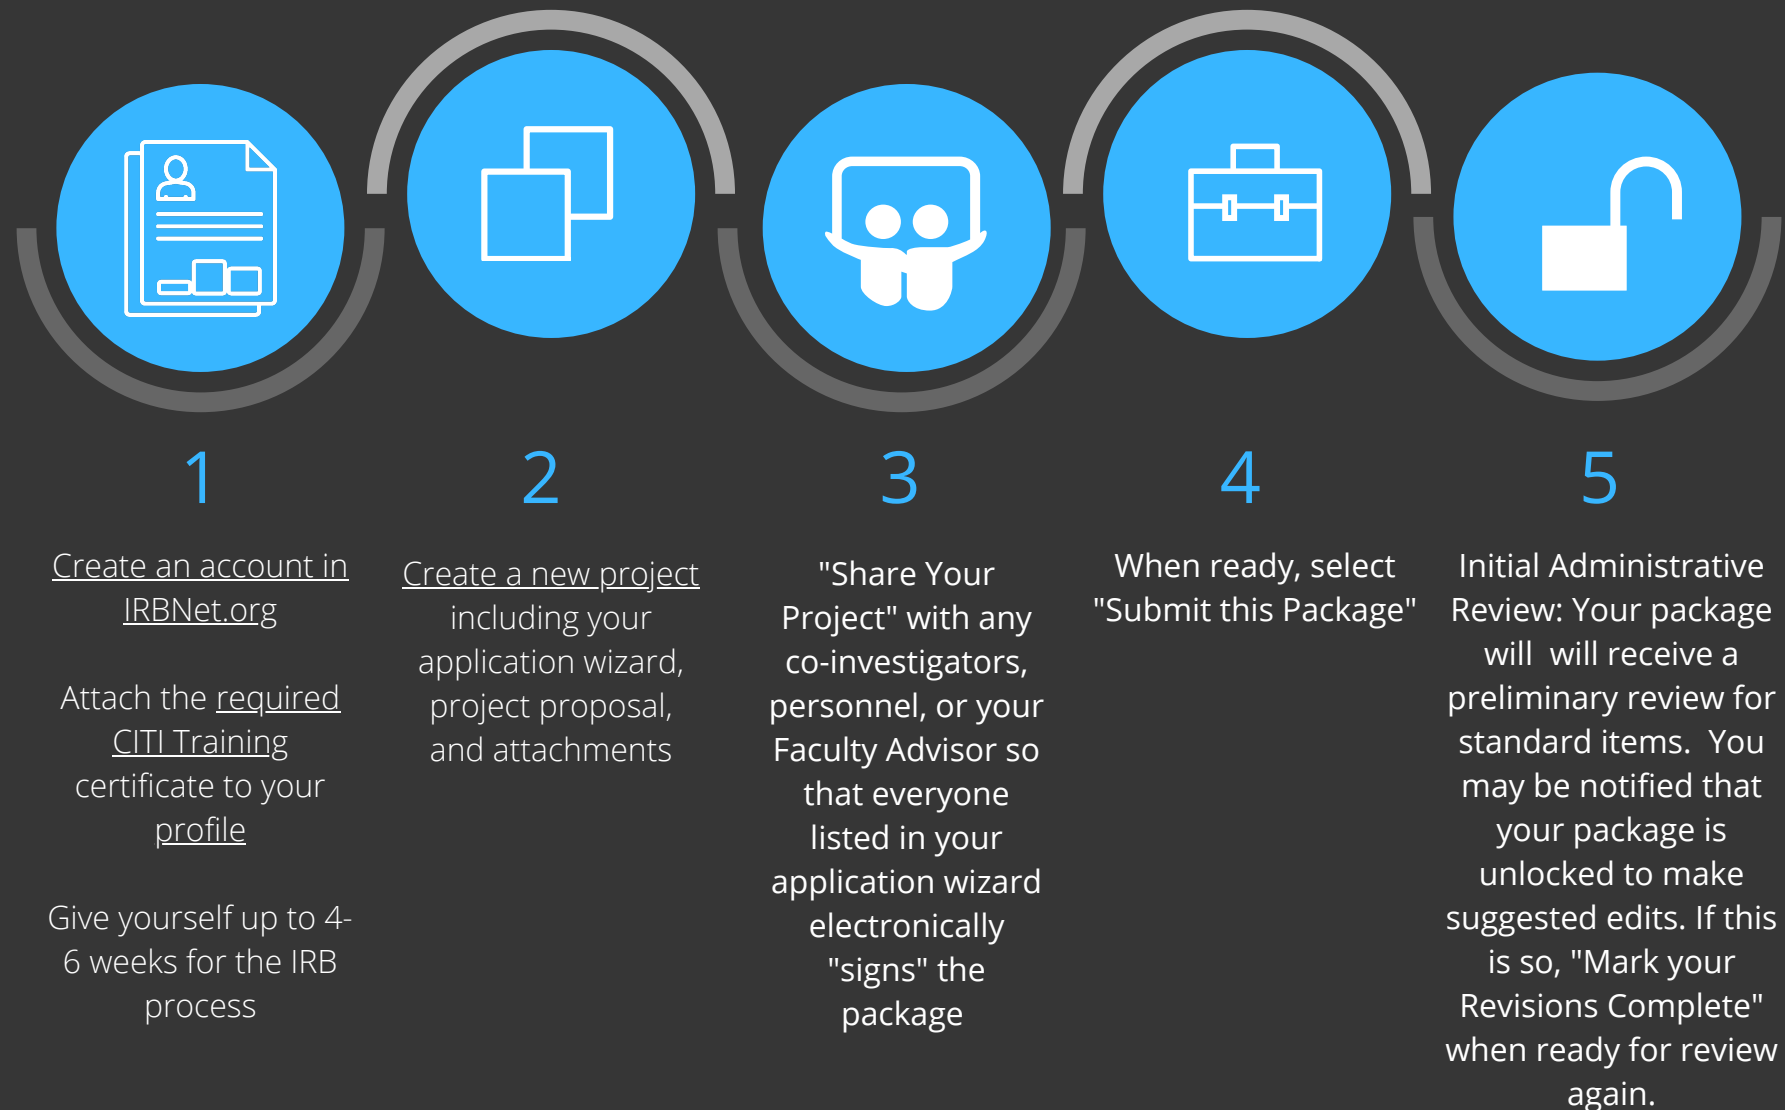 1
Create an account in
IRBNet.org
Attach the required
CITI Training
certificate to your
profile
Give yourself up to 4-
6 weeks for the IRB
process
2
Create a new project
including your
application wizard,
project proposal,
and attachments
3
"Share Your
Project" with any
co-investigators,
personnel, or your
Faculty Advisor so
that everyone
listed in your
application wizard
electronically
"signs" the
package
4
When ready, select
"Submit this Package"
5
Initial Administrative
Review: Your package
will  will receive a
preliminary review for
standard items.  You
may be notified that
your package is
unlocked to make
suggested edits. If this
is so, "Mark your
Revisions Complete"
when ready for review
again.